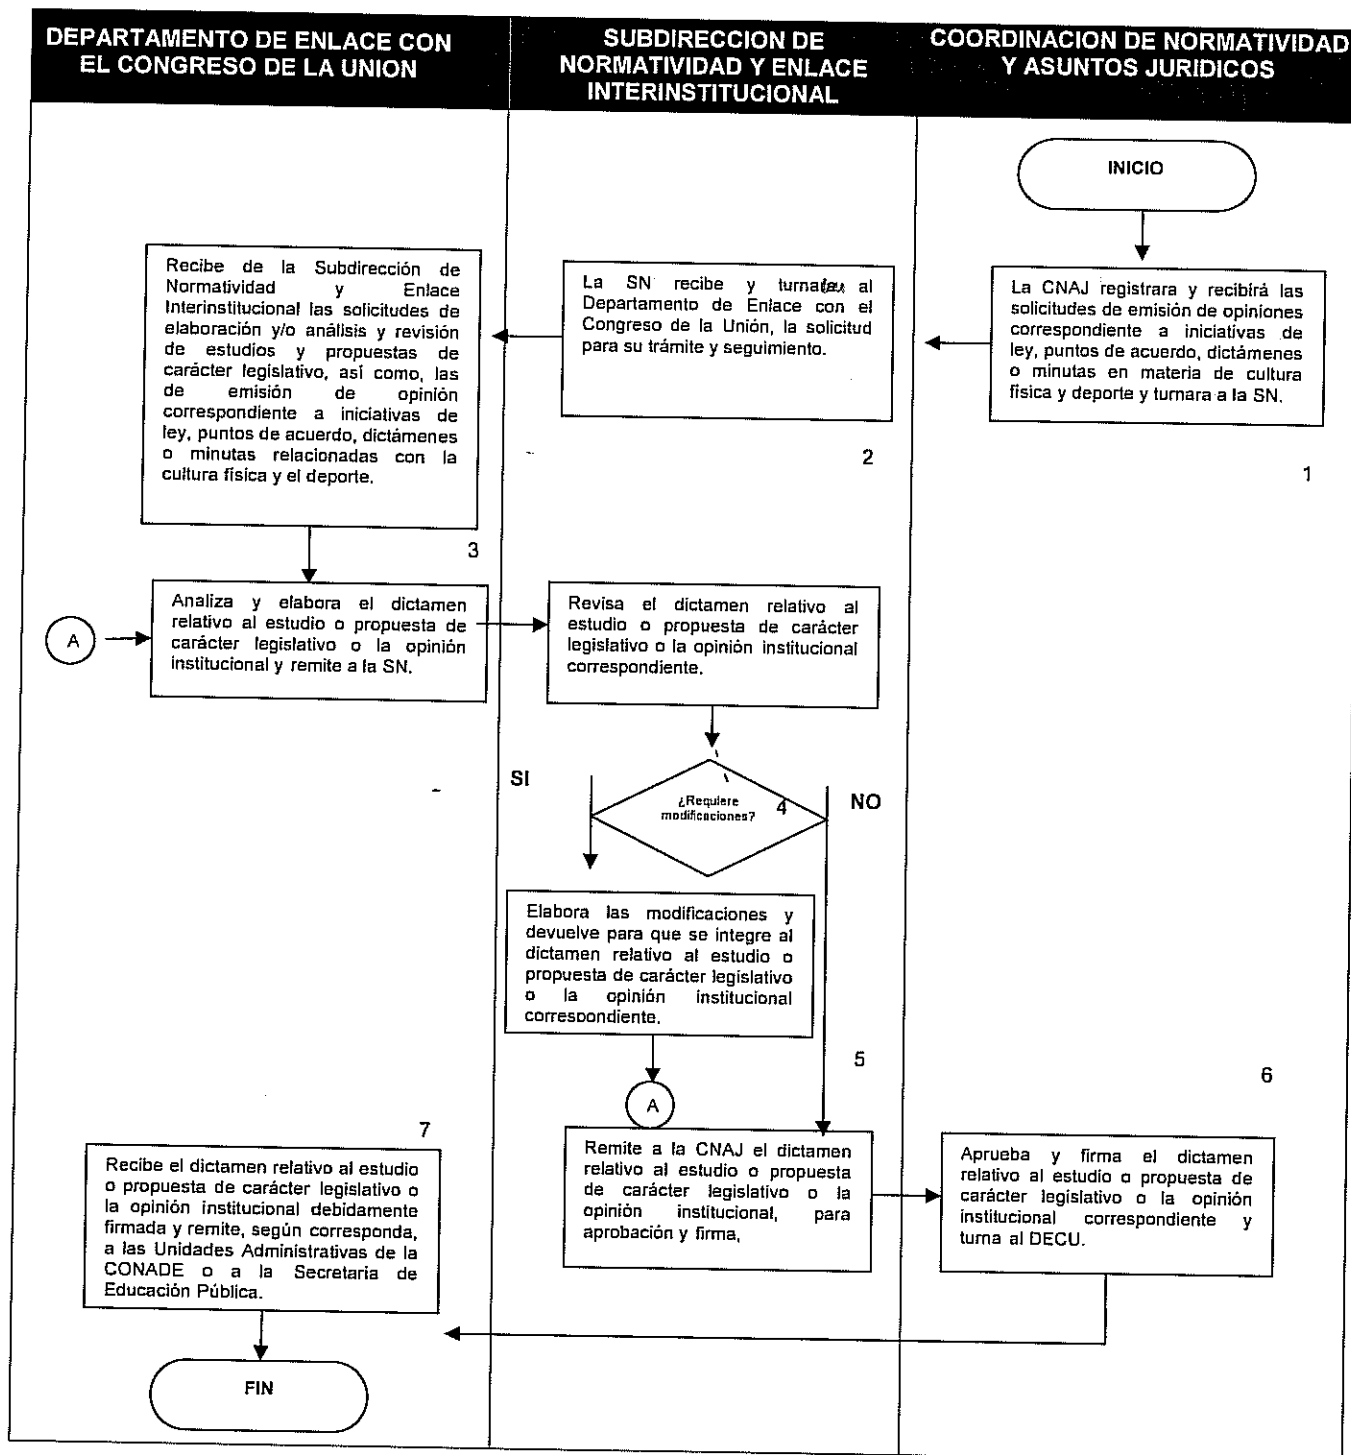 DEPARTAMENTO DE ENLACE CON
EL CONGRESO DE LA UNION
SUBDIRECCION DE
NORMATIVIDAD Y ENLACE
INTERINSTITUCIONAL
COORDINACION DE NORMATIVIDAD
Y ASUNTOS JURIDICOS
INICIO
La CNAJ registrara y recibirá las
solicitudes de emisión de opiniones
correspondiente a iniciativas de
ley, puntos de acuerdo, dictámenes
o minutas en materia de cultura
física y deporte y turnara a la SN.
1
La SN recibe y al
Departamento de Enlace con el
Congreso de la Unión, la solicitud
para su trámite y seguimiento.
2
Recibe de la Subdirección de
Normatividad y Enlace
Interinstitucional las solicitudes de
elaboración y/o análisis y revisión
de estudios y propuestas de
carácter legislativo, así como, las
de emisión de opinión
correspondiente a iniciativas de
ley, puntos de acuerdo, dictámenes
o minutas relacionadas con la
cultura física y el deporte.
3
A
Analiza y elabora el dictamen
relativo al estudio o propuesta de
carácter legislativo o la opinión
institucional y remite a la SN.
Revisa el dictamen relativo al
estudio o propuesta de carácter
legislativo o la opinión institucional
correspondiente.
SI
¿Requiere
modificaciones?
4
NO
Elabora las modificaciones y
devuelve para que se integre al
dictamen relativo al estudio o
propuesta de carácter legislativo
o la opinión institucional
correspondiente.
A
5
Remite a la CNAJ el dictamen
relativo al estudio o propuesta
de carácter legislativo o la
opinión institucional, para
aprobación y firma,
6
Aprueba y firma el dictamen
relativo al estudio o propuesta de
carácter legislativo o la opinión
institucional correspondiente y
turna al DECU.
7
Recibe el dictamen relativo al estudio
o propuesta de carácter legislativo o
la opinión institucional debidamente
firmada y remite, según corresponda,
a las Unidades Administrativas de la
CONADE o a la Secretaria de
Educación Pública.
FIN